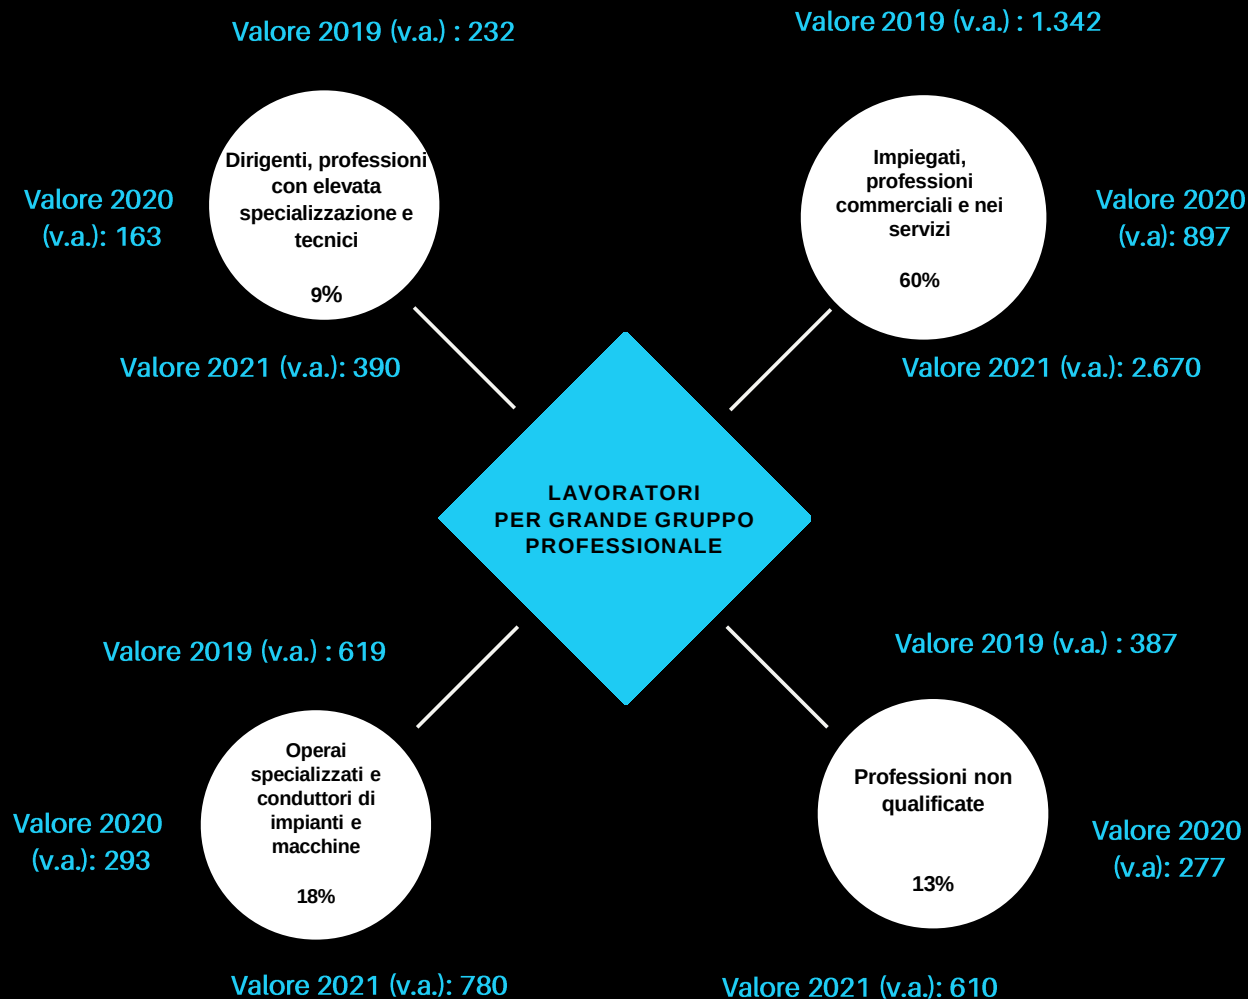 Valore 2019 (v.a.) : 232
Dirigenti, professioni
con elevata
specializzazione e
tecnici
9%
Valore 2020
(v.a.): 163
Valore 2021 (v.a.): 390
Valore 2019 (v.a.) : 1.342
Impiegati,
professioni
commerciali e nei
servizi
60%
Valore 2020
(v.a): 897
Valore 2021 (v.a.): 2.670
LAVORATORI
PER GRANDE GRUPPO
PROFESSIONALE
Valore 2019 (v.a.) : 619
Operai
specializzati e
conduttori di
impianti e
macchine
18%
Valore 2020
(v.a.): 293
Valore 2021 (v.a.): 780
Valore 2019 (v.a.) : 387
Professioni non
qualificate
13%
Valore 2020
(v.a): 277
Valore 2021 (v.a.): 610